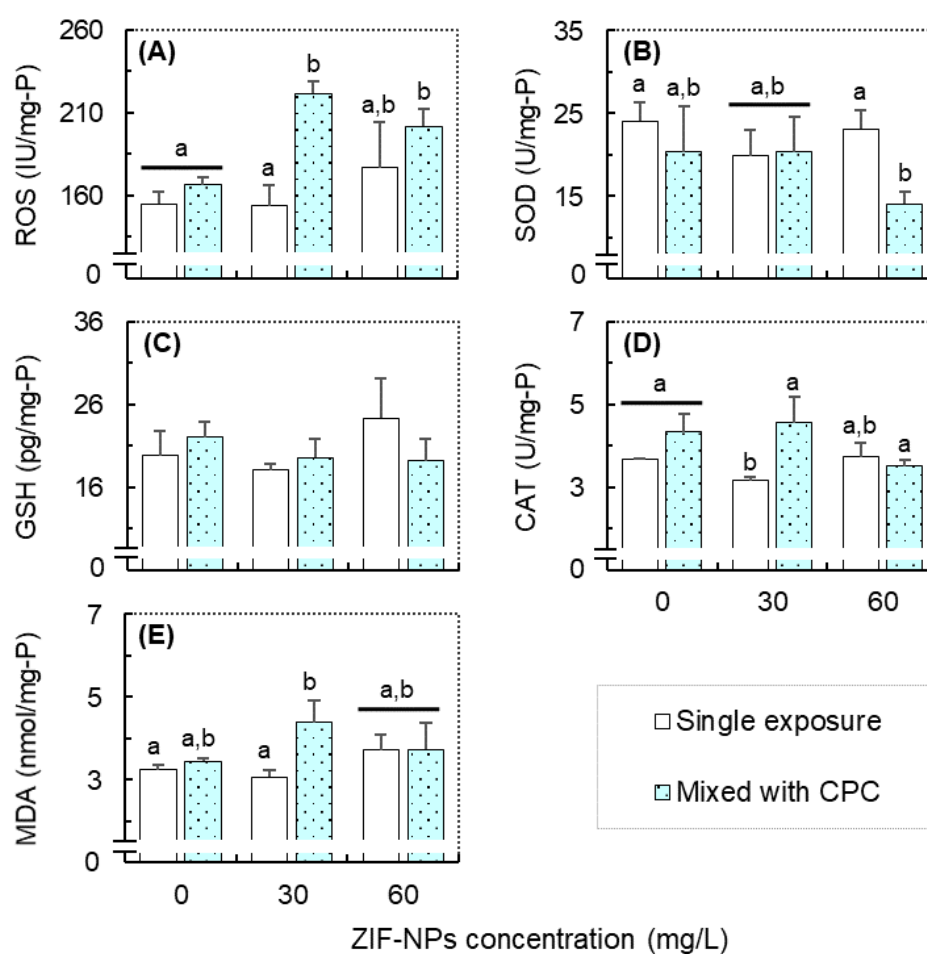 (A)
ROS (IU/mg-P)
260
210
160
0
a
a
b
a,b
b
(B)
SOD (U/mg-P)
35
25
15
0
a
a,b
a,b
a
b
(C)
GSH (pg/mg-P)
36
26
16
0
(D)
CAT (U/mg-P)
7
5
3
0
a
b
a
a,b
a
0 30 60
(E)
MDA (nmol/mg-P)
7
5
3
0
a
a,b
a
b
a,b
0 30 60
Single exposure
Mixed with CPC
ZIF-NPs concentration (mg/L)